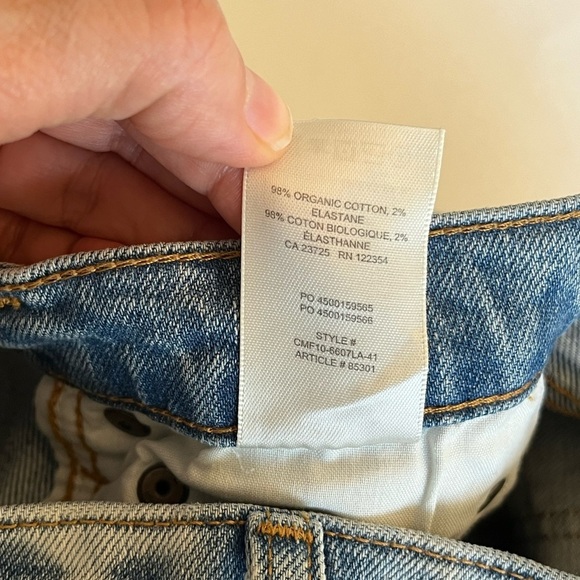 98% ORGANIC COTTON, 2%
ELASTANE
98% COTON BIOLOGIQUE, 2%
ÉLASTHANNE
CA 23725 RN 122354
PO 4500159565
PO 4500159566
STYLE #
CMF10-6607LA-41
ARTICLE # 85301